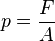 p = F/A